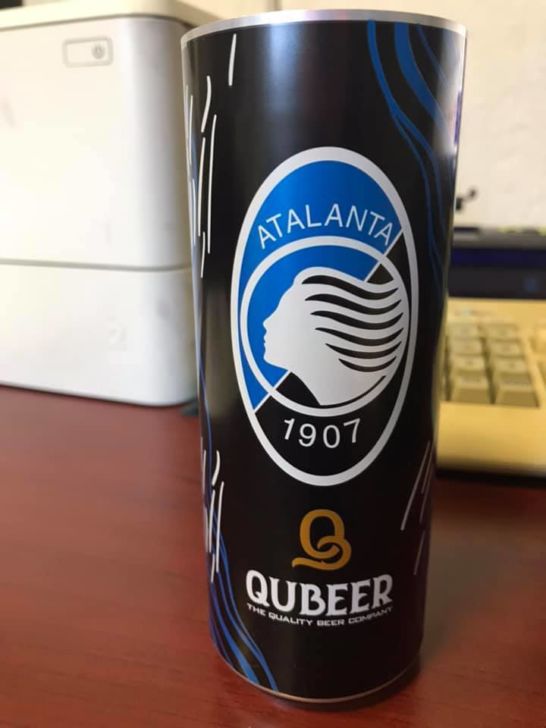 ATALANTA
1907
QUBEER
THE QUALITY BEER COMPANY